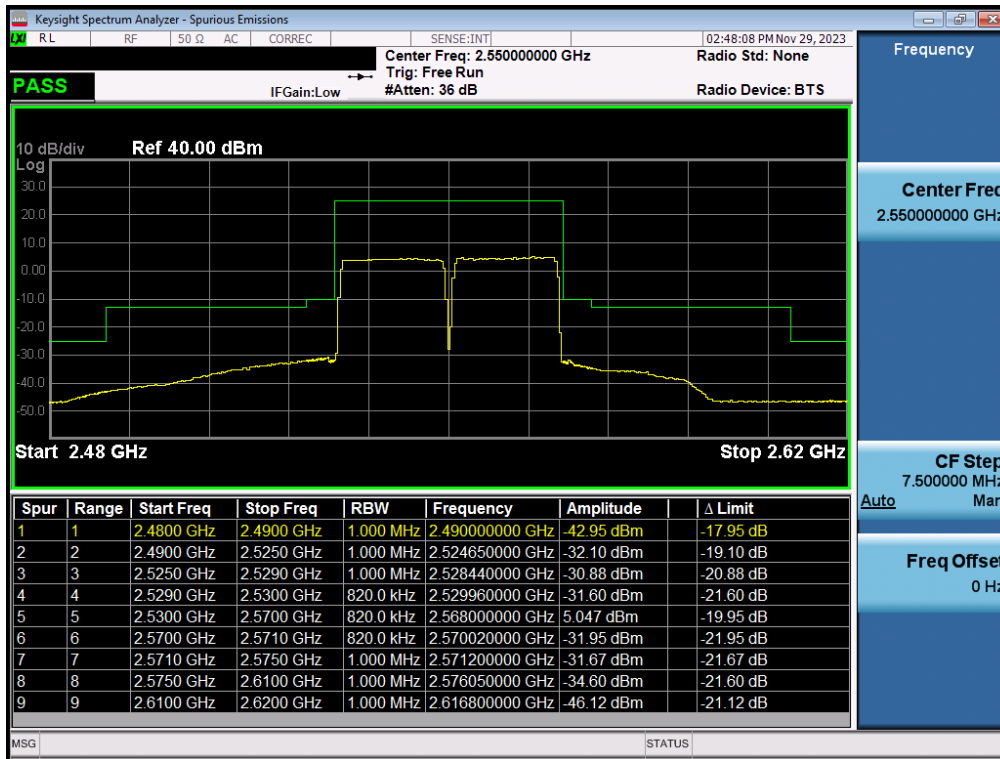 Keysight Spectrum Analyzer - Spurious Emissions
LXI RL RF 50 Ω AC CORREC SENSE:INT 02:48:08 PM Nov 29, 2023
Center Freq: 2.550000000 GHz Radio Std: None
Trig: Free Run
PASS IFGain:Low #Atten: 36 dB Radio Device: BTS
Frequency
10 dB/div Ref 40.00 dBm
Log
30.0
20.0
10.0
0.00
-10.0
-20.0
-30.0
-40.0
-50.0
Start 2.48 GHz Stop 2.62 GHz
Center Freq
2.550000000 GHz
CF Step
7.500000 MHz
Auto Man
Freq Offset
0 Hz
Spur Range Start Freq Stop Freq RBW Frequency Amplitude Δ Limit
1 1 2.4800 GHz 2.4900 GHz 1.000 MHz 2.490000000 GHz -42.95 dBm -17.95 dB
2 2 2.4900 GHz 2.5250 GHz 1.000 MHz 2.524650000 GHz -32.10 dBm -19.10 dB
3 3 2.5250 GHz 2.5290 GHz 1.000 MHz 2.528440000 GHz -30.88 dBm -20.88 dB
4 4 2.5290 GHz 2.5300 GHz 820.0 kHz 2.529960000 GHz -31.60 dBm -21.60 dB
5 5 2.5300 GHz 2.5700 GHz 820.0 kHz 2.568000000 GHz 5.047 dBm -19.95 dB
6 6 2.5700 GHz 2.5710 GHz 820.0 kHz 2.570020000 GHz -31.95 dBm -21.95 dB
7 7 2.5710 GHz 2.5750 GHz 1.000 MHz 2.571200000 GHz -31.67 dBm -21.67 dB
8 8 2.5750 GHz 2.6100 GHz 1.000 MHz 2.576050000 GHz -34.60 dBm -21.60 dB
9 9 2.6100 GHz 2.6200 GHz 1.000 MHz 2.616800000 GHz -46.12 dBm -21.12 dB
MSG STATUS